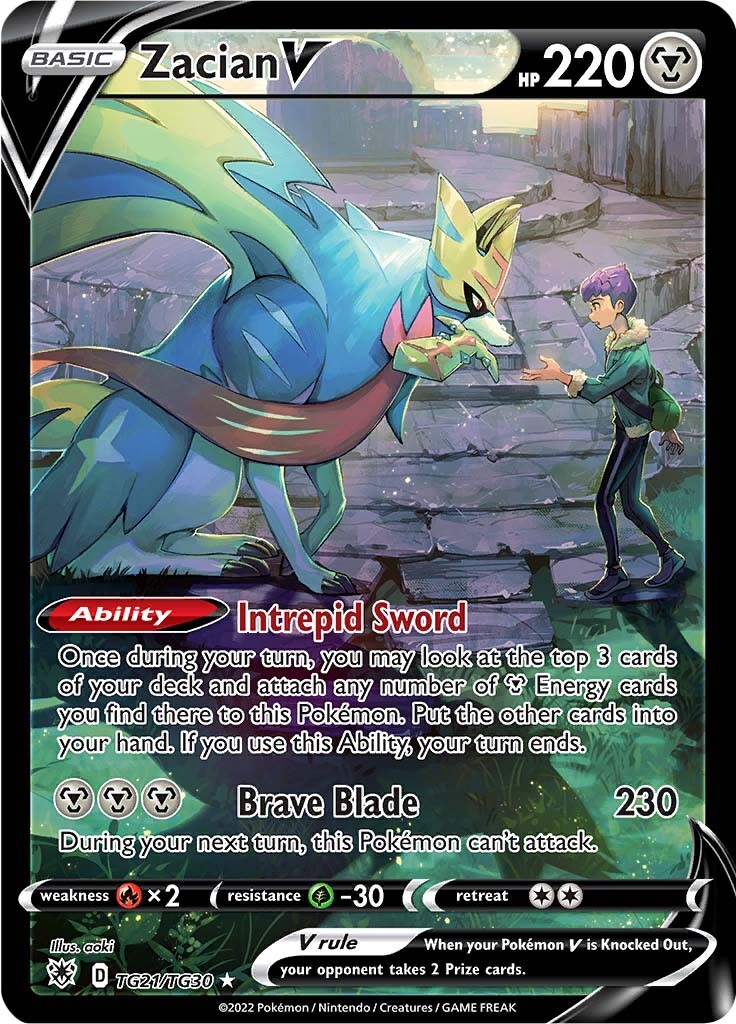 BASIC Zacian V HP 220
Ability Intrepid Sword
Once during your turn, you may look at the top 3 cards
of your deck and attach any number of Energy cards
you find there to this Pokémon. Put the other cards into
your hand. If you use this Ability, your turn ends.
Brave Blade 230
During your next turn, this Pokémon can't attack.
weakness ×2 resistance -30 retreat
Illus. aoki
V rule When your Pokémon V is Knocked Out,
your opponent takes 2 Prize cards.
D TG21/TG30
©2022 Pokémon / Nintendo / Creatures / GAME FREAK